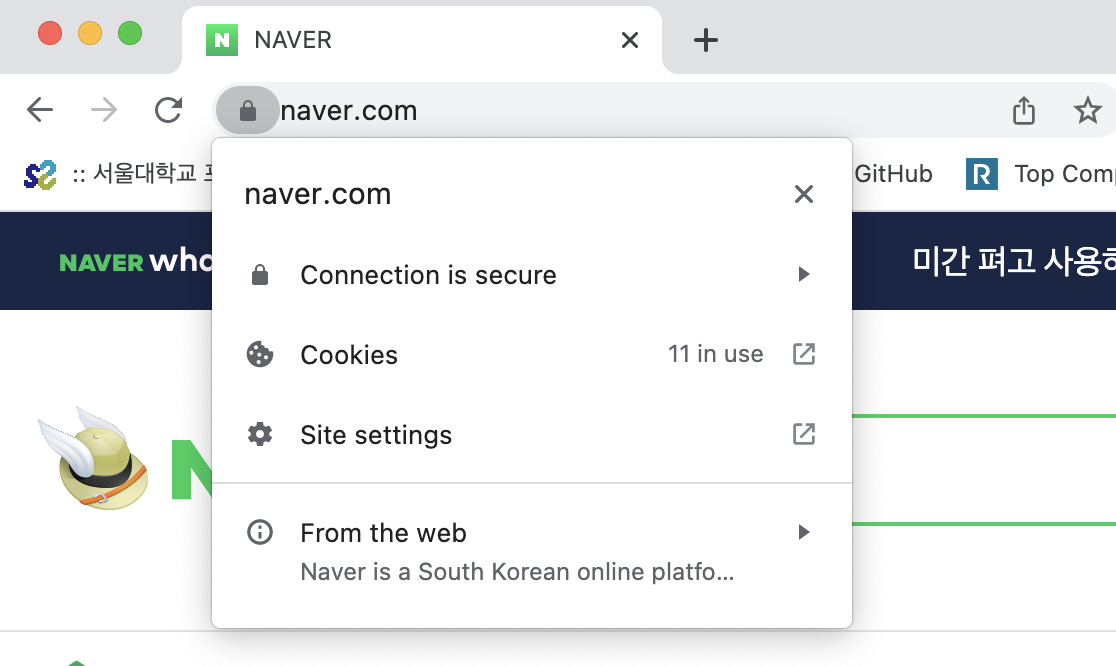 N NAVER
naver.com
:: 서울대학교
GitHub
R Top Com
naver.com
NAVER
미간 펴고 사용하
Connection is secure
Cookies 11 in use
Site settings
N
From the web
Naver is a South Korean online platfo...